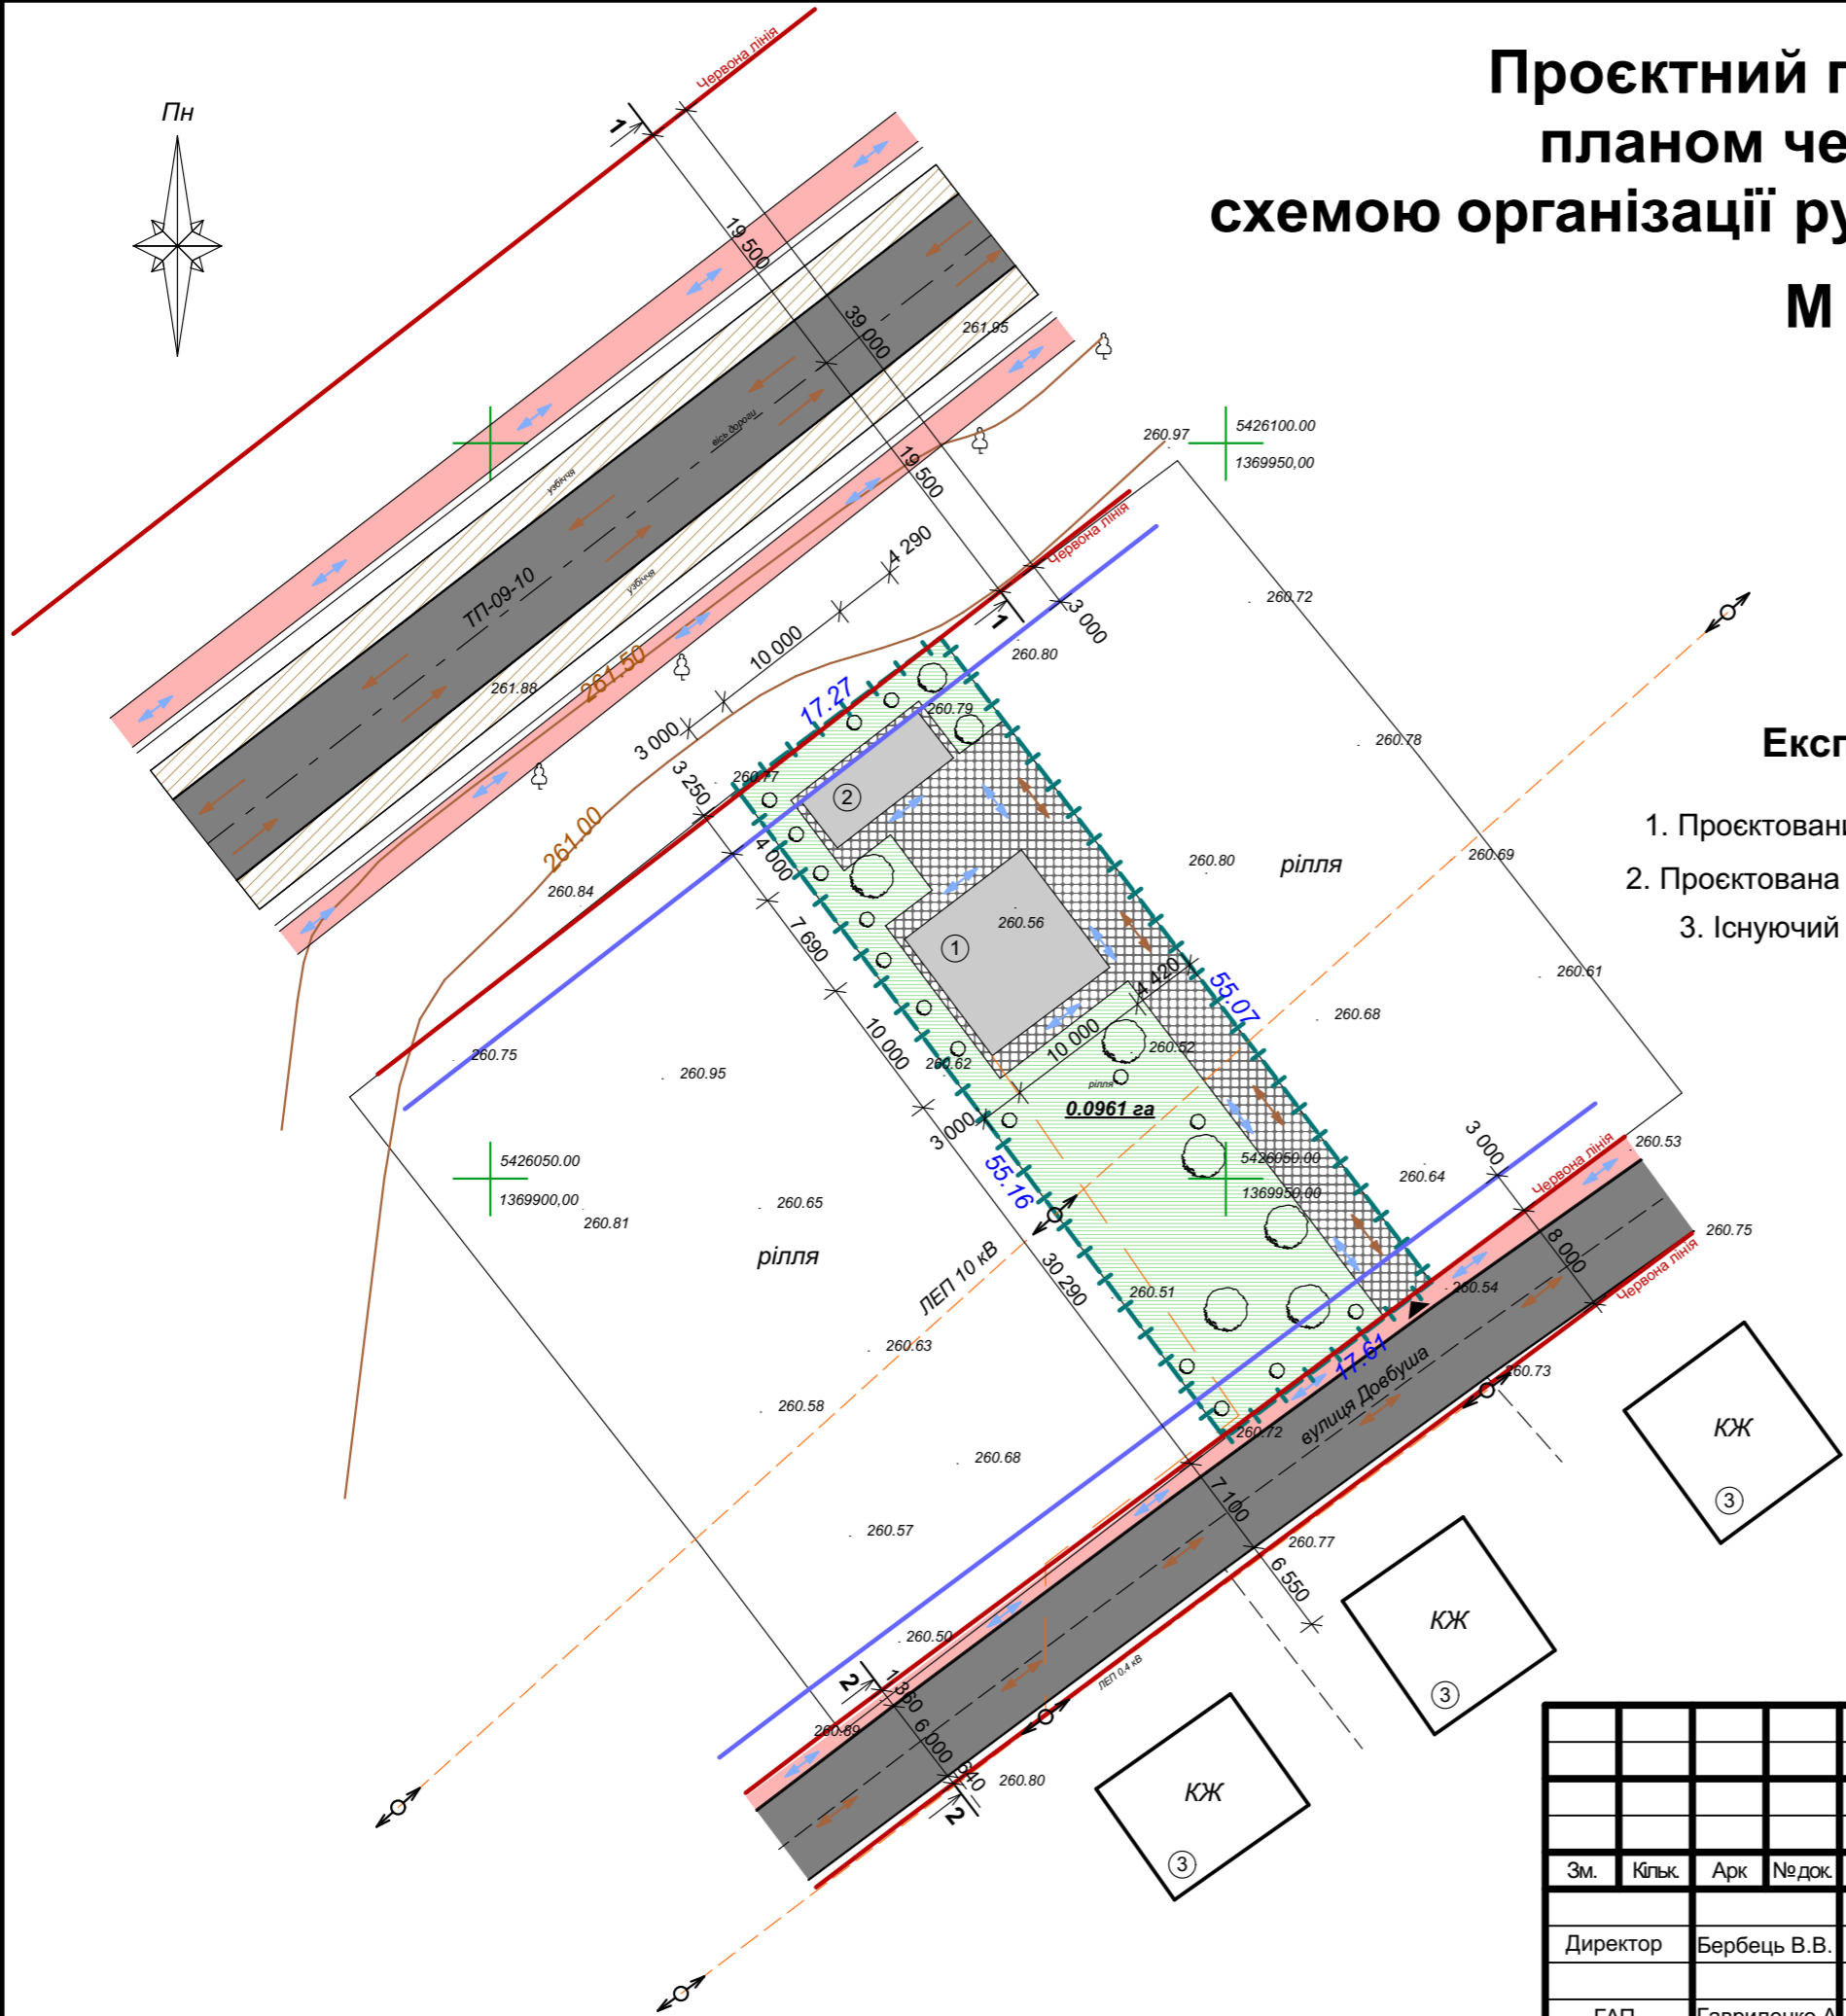 Проєктний п
планом че
схемою організації ру
М
Пн
Червона лінія
1
19 500
39 000
261.95
вісь дороги
узбіччя
19 500
260.97
5426100.00
1369950,00
Червона лінія
4 290
ТП-09-10
узбіччя
260.72
3 000
1
10 000
260.80
261.50
261.88
17.27
260.79
3 000
260.78
Експ
3 250
260.77
2
1. Проєктовани
261.00
4 000
260.80
рілля
260.69
2. Проєктована
260.84
260.56
3. Існуючий
7 690
1
4 420
55.07
260.61
260.68
10 000
10 000
260.52
260.75
260.62
260.95
рілля
0.0961 га
3 000
3 000
260.53
Червона лінія
5426050.00
1369900,00
55.16
5426050.00
1369950,00
260.64
260.81
260.65
260.75
рілля
8 000
Червона лінія
ЛЕП 10 кВ
30 290
260.51
260.54
260.63
17.61
вулиця Довбуша
260.73
260.58
260.72
КЖ
3
260.68
7 100
260.57
260.77
6 550
КЖ
3
260.50
ЛЕП 0.4 кВ
2
1 360
260.89
6 000
640
260.80
2
КЖ
3
Зм. Кільк. Арк №док.
Директор Бербець В.В.
ГАП Гавриленко А